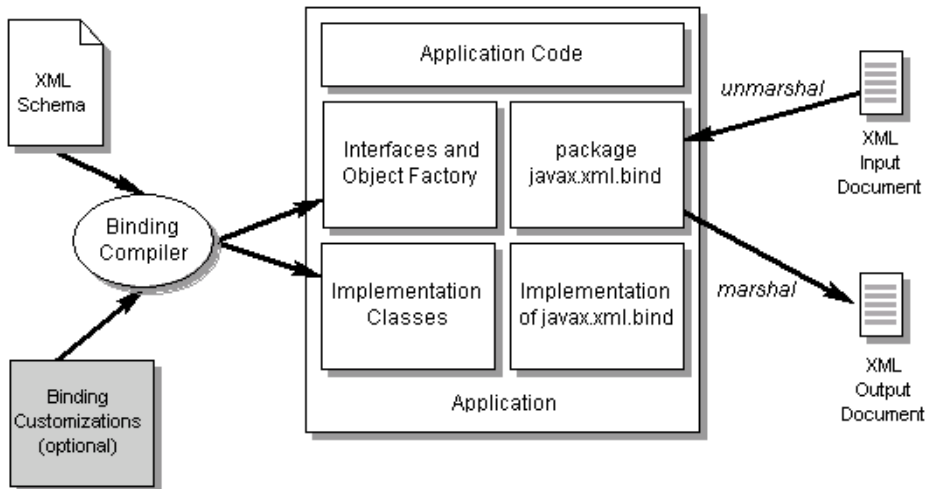 XML
Schema
Binding
Compiler
Binding
Customizations
(optional)
Application Code
Interfaces and
Object Factory
package
javax.xml.bind
Implementation
Classes
Implementation
of javax.xml.bind
Application
unmarshal
XML
Input
Document
marshal
XML
Output
Document